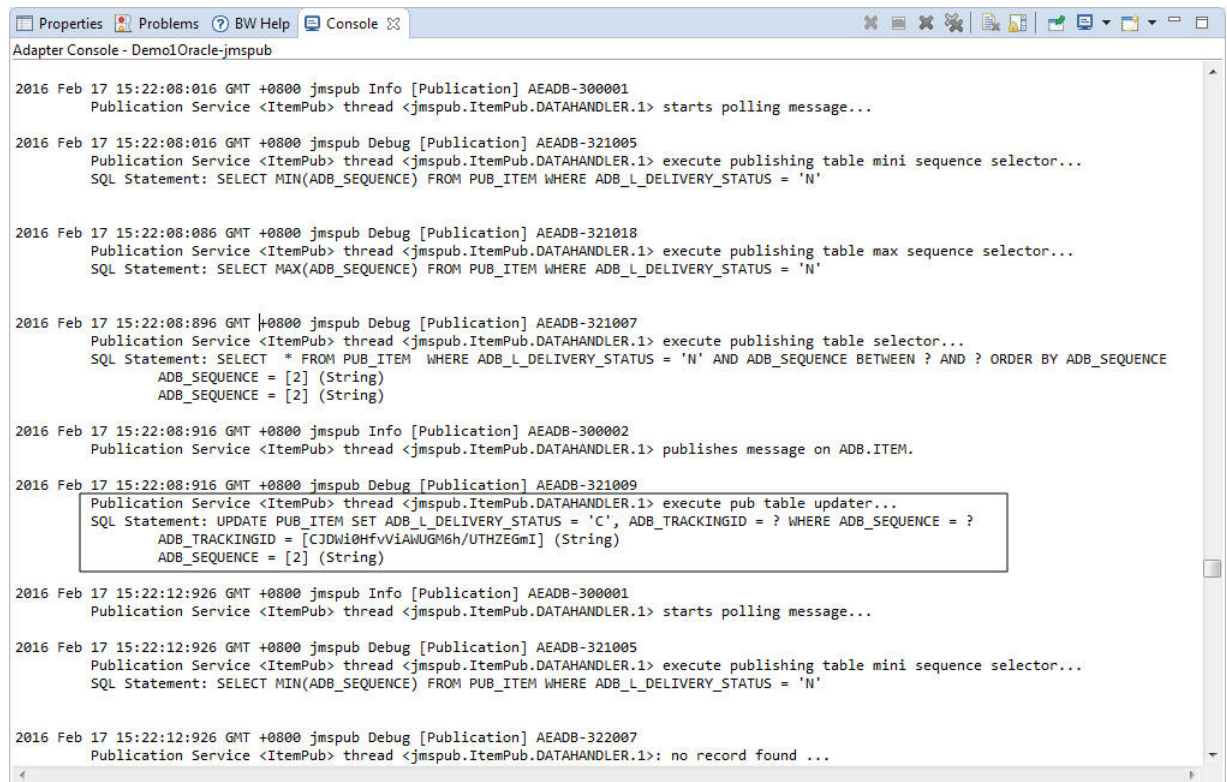 Properties Problems BW Help Console
Adapter Console - Demo1Oracle-jmspub
2016 Feb 17 15:22:08:016 GMT +0800 jmspub Info [Publication] AEADB-300001
Publication Service <ItemPub> thread <jmspub.ItemPub.DATAHANDLER.1> starts polling message...
2016 Feb 17 15:22:08:016 GMT +0800 jmspub Debug [Publication] AEADB-321005
Publication Service <ItemPub> thread <jmspub.ItemPub.DATAHANDLER.1> execute publishing table mini sequence selector...
SQL Statement: SELECT MIN(ADB_SEQUENCE) FROM PUB_ITEM WHERE ADB_L_DELIVERY_STATUS = 'N'
2016 Feb 17 15:22:08:086 GMT +0800 jmspub Debug [Publication] AEADB-321018
Publication Service <ItemPub> thread <jmspub.ItemPub.DATAHANDLER.1> execute publishing table max sequence selector...
SQL Statement: SELECT MAX(ADB_SEQUENCE) FROM PUB_ITEM WHERE ADB_L_DELIVERY_STATUS = 'N'
2016 Feb 17 15:22:08:896 GMT +0800 jmspub Debug [Publication] AEADB-321007
Publication Service <ItemPub> thread <jmspub.ItemPub.DATAHANDLER.1> execute publishing table selector...
SQL Statement: SELECT  * FROM PUB_ITEM  WHERE ADB_L_DELIVERY_STATUS = 'N' AND ADB_SEQUENCE BETWEEN ? AND ? ORDER BY ADB_SEQUENCE
ADB_SEQUENCE = [2] (String)
ADB_SEQUENCE = [2] (String)
2016 Feb 17 15:22:08:916 GMT +0800 jmspub Info [Publication] AEADB-300002
Publication Service <ItemPub> thread <jmspub.ItemPub.DATAHANDLER.1> publishes message on ADB.ITEM.
2016 Feb 17 15:22:08:916 GMT +0800 jmspub Debug [Publication] AEADB-321009
Publication Service <ItemPub> thread <jmspub.ItemPub.DATAHANDLER.1> execute pub table updater...
SQL Statement: UPDATE PUB_ITEM SET ADB_L_DELIVERY_STATUS = 'C', ADB_TRACKINGID = ? WHERE ADB_SEQUENCE = ?
ADB_TRACKINGID = [CJDWi0HfvViAWUGM6h/UTHZEGmI] (String)
ADB_SEQUENCE = [2] (String)
2016 Feb 17 15:22:12:926 GMT +0800 jmspub Info [Publication] AEADB-300001
Publication Service <ItemPub> thread <jmspub.ItemPub.DATAHANDLER.1> starts polling message...
2016 Feb 17 15:22:12:926 GMT +0800 jmspub Debug [Publication] AEADB-321005
Publication Service <ItemPub> thread <jmspub.ItemPub.DATAHANDLER.1> execute publishing table mini sequence selector...
SQL Statement: SELECT MIN(ADB_SEQUENCE) FROM PUB_ITEM WHERE ADB_L_DELIVERY_STATUS = 'N'
2016 Feb 17 15:22:12:926 GMT +0800 jmspub Debug [Publication] AEADB-322007
Publication Service <ItemPub> thread <jmspub.ItemPub.DATAHANDLER.1>: no record found ...